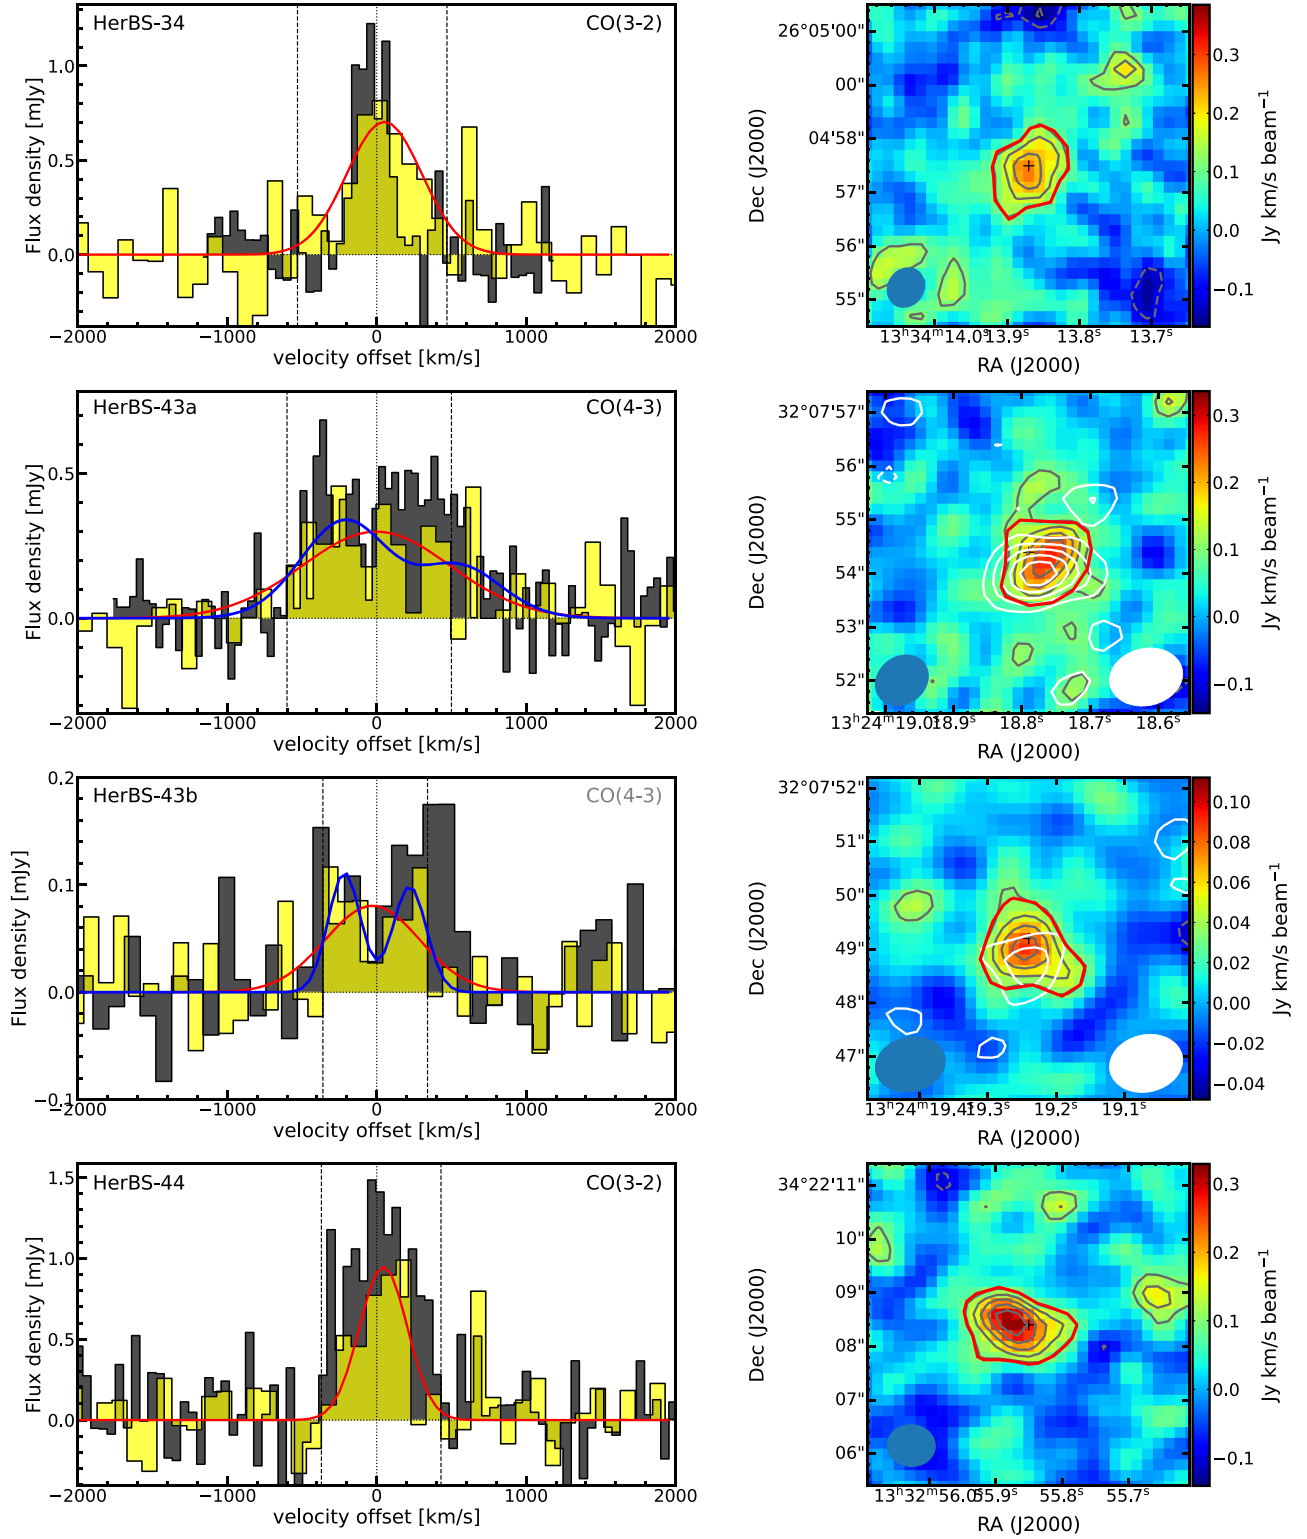 HerBS-34 CO(3-2)
1.0
0.5
0.0
Flux density [mJy]
−2000 −1000 0 1000 2000
velocity offset [km/s]
26°05'00"
00"
04'58"
57"
56"
55"
Dec (J2000)
13ʰ34ᵐ14.0ˢ 13.9ˢ 13.8ˢ 13.7ˢ
RA (J2000)
0.3
0.2
0.1
0.0
−0.1
Jy km/s beam⁻¹
HerBS-43a CO(4-3)
0.5
0.0
Flux density [mJy]
−2000 −1000 0 1000 2000
velocity offset [km/s]
32°07'57"
56"
55"
54"
53"
52"
Dec (J2000)
13ʰ24ᵐ19.0ˢ 18.9ˢ 18.8ˢ 18.7ˢ 18.6ˢ
RA (J2000)
0.3
0.2
0.1
0.0
−0.1
Jy km/s beam⁻¹
HerBS-43b CO(4-3)
0.2
0.1
0.0
−0.1
Flux density [mJy]
−2000 −1000 0 1000 2000
velocity offset [km/s]
32°07'52"
51"
50"
49"
48"
47"
Dec (J2000)
13ʰ24ᵐ19.4ˢ 19.3ˢ 19.2ˢ 19.1ˢ
RA (J2000)
0.10
0.08
0.06
0.04
0.02
0.00
−0.02
−0.04
Jy km/s beam⁻¹
HerBS-44 CO(3-2)
1.5
1.0
0.5
0.0
Flux density [mJy]
−2000 −1000 0 1000 2000
velocity offset [km/s]
34°22'11"
10"
09"
08"
07"
06"
Dec (J2000)
13ʰ32ᵐ56.0ˢ 55.9ˢ 55.8ˢ 55.7ˢ
RA (J2000)
0.3
0.2
0.1
0.0
−0.1
Jy km/s beam⁻¹